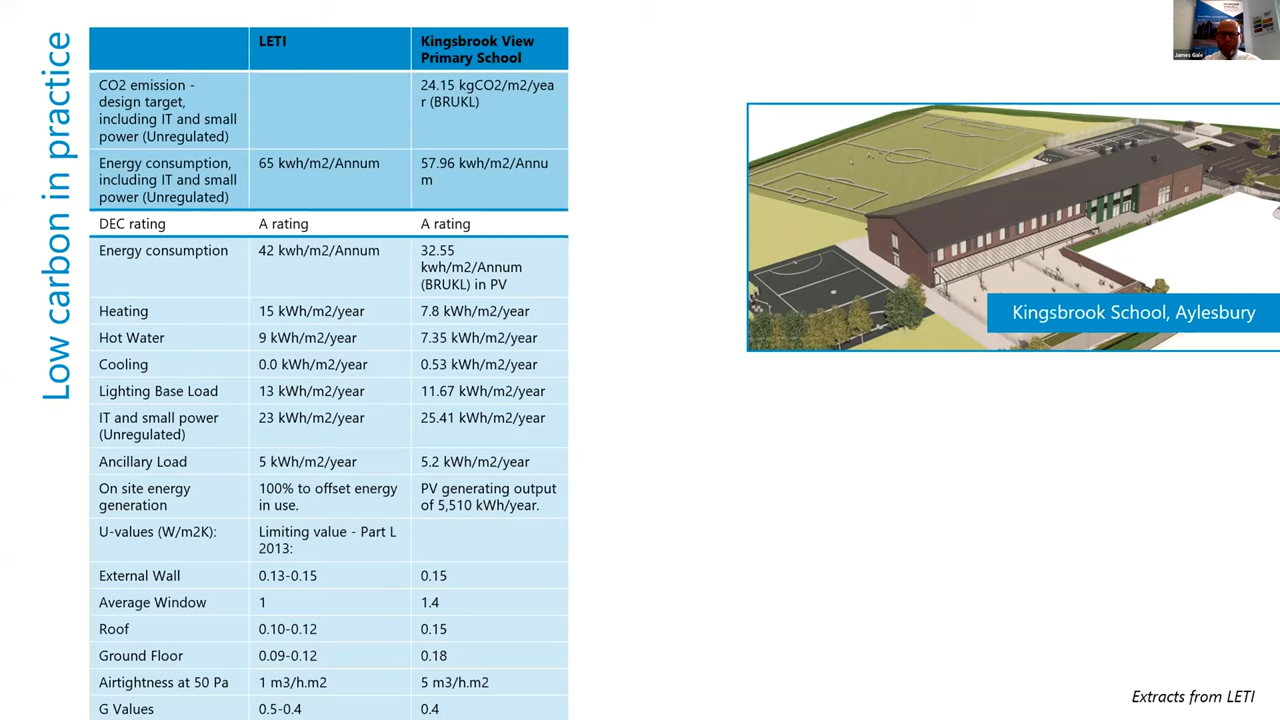 Low carbon in practice
LETI
Kingsbrook View
Primary School
CO2 emission -
design target,
including IT and small
power (Unregulated)
24.15 kgCO2/m2/yea
r (BRUKL)
Energy consumption,
including IT and small
power (Unregulated)
65 kwh/m2/Annum
57.96 kwh/m2/Annu
m
DEC rating
A rating
A rating
Energy consumption
42 kwh/m2/Annum
32.55
kwh/m2/Annum
(BRUKL) in PV
Heating
15 kWh/m2/year
7.8 kWh/m2/year
Hot Water
9 kWh/m2/year
7.35 kWh/m2/year
Cooling
0.0 kWh/m2/year
0.53 kWh/m2/year
Lighting Base Load
13 kWh/m2/year
11.67 kWh/m2/year
IT and small power
(Unregulated)
23 kWh/m2/year
25.41 kWh/m2/year
Ancillary Load
5 kWh/m2/year
5.2 kWh/m2/year
On site energy
generation
100% to offset energy
in use.
PV generating output
of 5,510 kWh/year.
U-values (W/m2K):
Limiting value - Part L
2013:
External Wall
0.13-0.15
0.15
Average Window
1
1.4
Roof
0.10-0.12
0.15
Ground Floor
0.09-0.12
0.18
Airtightness at 50 Pa
1 m3/h.m2
5 m3/h.m2
G Values
0.5-0.4
0.4
James Gale
Kingsbrook School, Aylesbury
Extracts from LETI